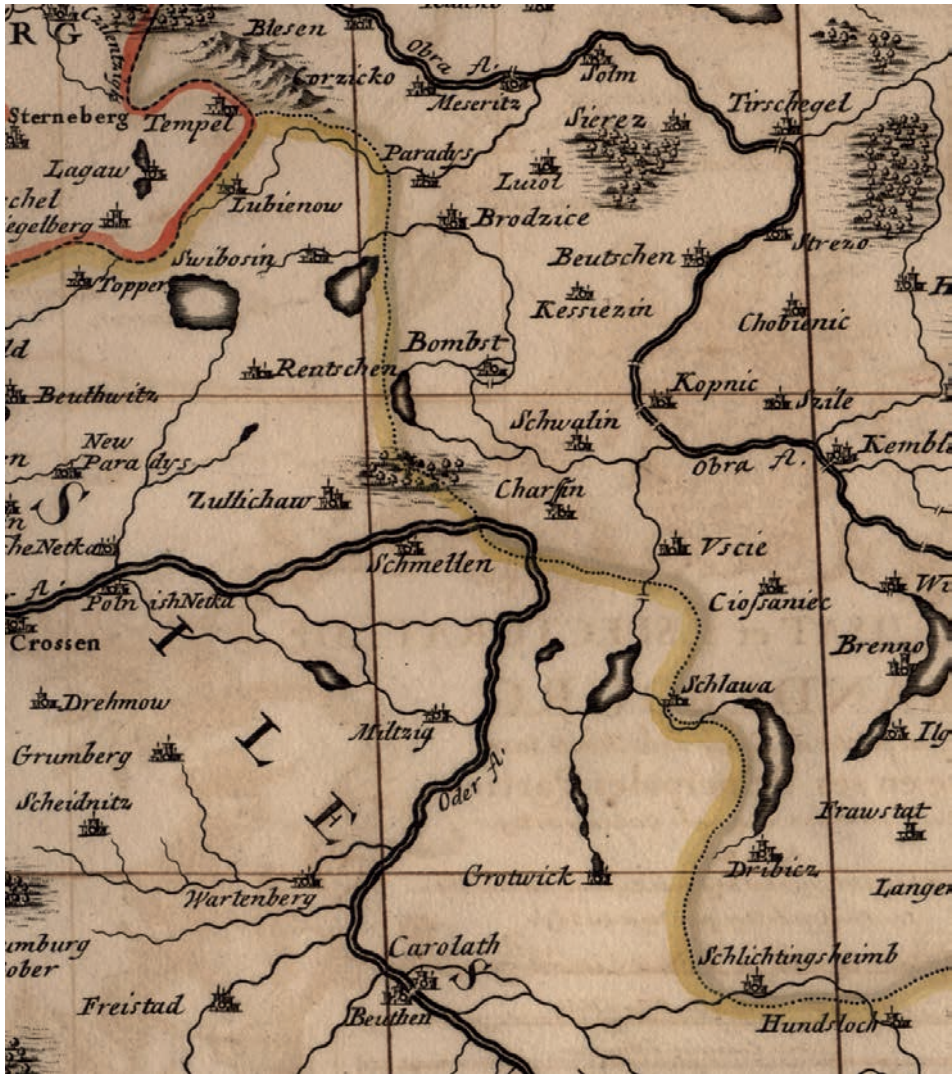 Blesen
R G
Obra fl.
Corzicko
Meseritz
Solm
Sterneberg
Tempel
Sierez
Tirschegel
Lagaw
Paradys
Luiol
Lubienow
Brodzice
Strezo
Swibosin
Beutschen
Topper
Kessiezin
Chobienic
Rentschen
Bombst
Beuthwitz
Kopnic
Szile
New
Paradys
Schwalin
Obra fl.
S
Zullichaw
Charssin
Netka
Schmellen
Vscie
PolnishNetka
Ciossaniec
Crossen
I
Brenno
Drehmow
Schlawa
Miltzig
L
Grumberg
Oder fl.
Scheidnitz
E
Frawstat
Wartenberg
Grotwick
Dribicz
Carolath
S
Schlichtingsheimb
Freistad
Beuthen
Hundsloch